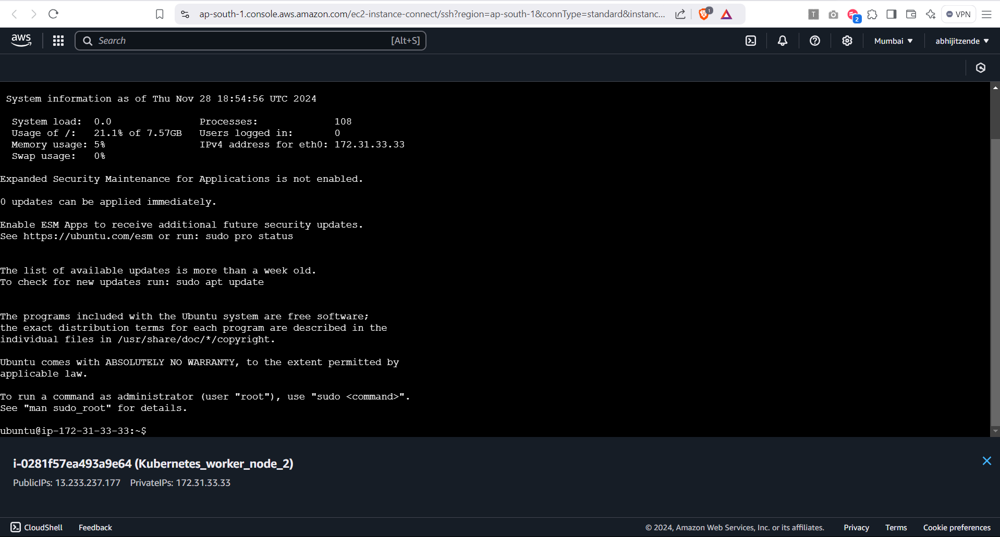 ap-south-1.console.aws.amazon.com/ec2-instance-connect/ssh?region=ap-south-1&connType=standard&instanc...
1
T
2
VPN
aws
Search
[Alt+S]
Mumbai
abhijitzende
System information as of Thu Nov 28 18:54:56 UTC 2024
System load: 0.0 Processes: 108
Usage of /: 21.1% of 7.57GB Users logged in: 0
Memory usage: 5% IPv4 address for eth0: 172.31.33.33
Swap usage: 0%
Expanded Security Maintenance for Applications is not enabled.
0 updates can be applied immediately.
Enable ESM Apps to receive additional future security updates.
See https://ubuntu.com/esm or run: sudo pro status
The list of available updates is more than a week old.
To check for new updates run: sudo apt update
The programs included with the Ubuntu system are free software;
the exact distribution terms for each program are described in the
individual files in /usr/share/doc/*/copyright.
Ubuntu comes with ABSOLUTELY NO WARRANTY, to the extent permitted by
applicable law.
To run a command as administrator (user "root"), use "sudo <command>".
See "man sudo_root" for details.
ubuntu@ip-172-31-33-33:~$
i-0281f57ea493a9e64 (Kubernetes_worker_node_2)
PublicIPs: 13.233.237.177 PrivateIPs: 172.31.33.33
CloudShell
Feedback
© 2024, Amazon Web Services, Inc. or its affiliates.
Privacy
Terms
Cookie preferences